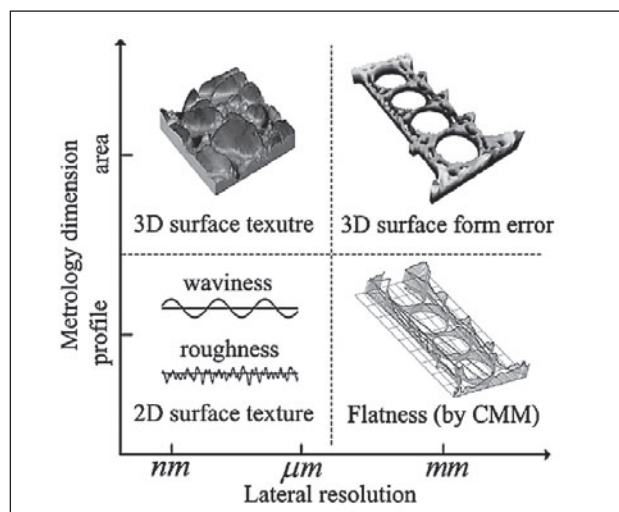 Metrology dimension
area
profile
3D surface texutre
3D surface form error
waviness
roughness
2D surface texture
Flatness (by CMM)
nm
μm
mm
Lateral resolution